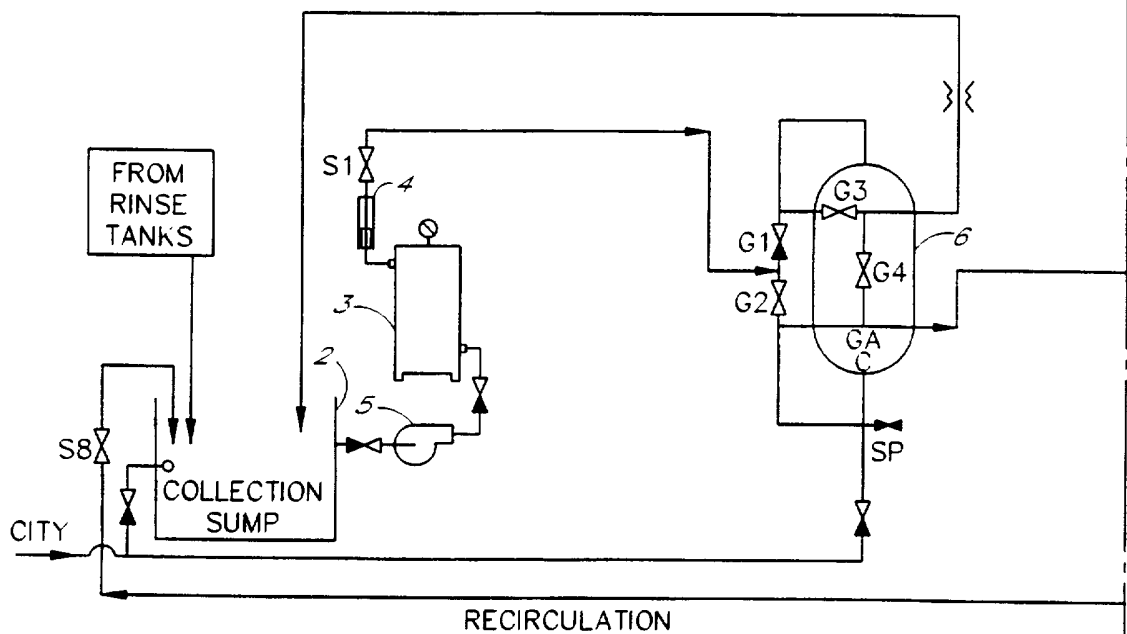 FROM
RINSE
TANKS
S1
4
3
G3
G1
6
G4
G2
GA
C
SP
2
5
S8
COLLECTION
SUMP
CITY
RECIRCULATION